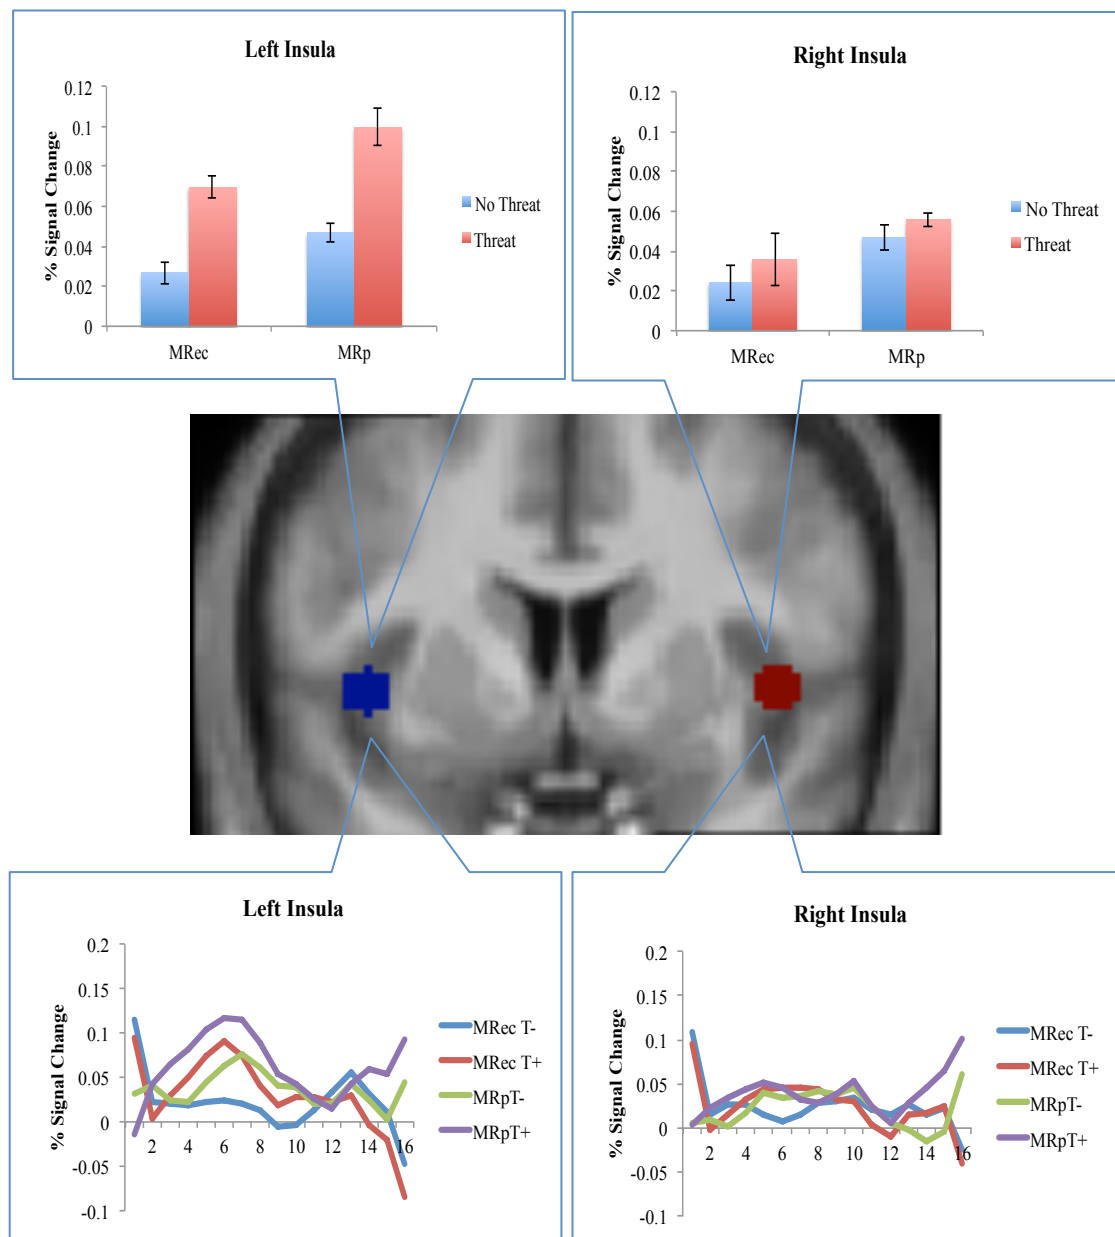 Left Insula
% Signal Change
0.12
0.1
0.08
0.06
0.04
0.02
0
MRec
MRp
No Threat
Threat
Right Insula
% Signal Change
0.12
0.1
0.08
0.06
0.04
0.02
0
MRec
MRp
No Threat
Threat
Left Insula
% Signal Change
0.2
0.15
0.1
0.05
0
-0.05
-0.1
2 4 6 8 10 12 14 16
MRec T-
MRec T+
MRpT-
MRpT+
Right Insula
% Signal Change
0.2
0.15
0.1
0.05
0
-0.05
-0.1
2 4 6 8 10 12 14 16
MRec T-
MRec T+
MRpT-
MRpT+